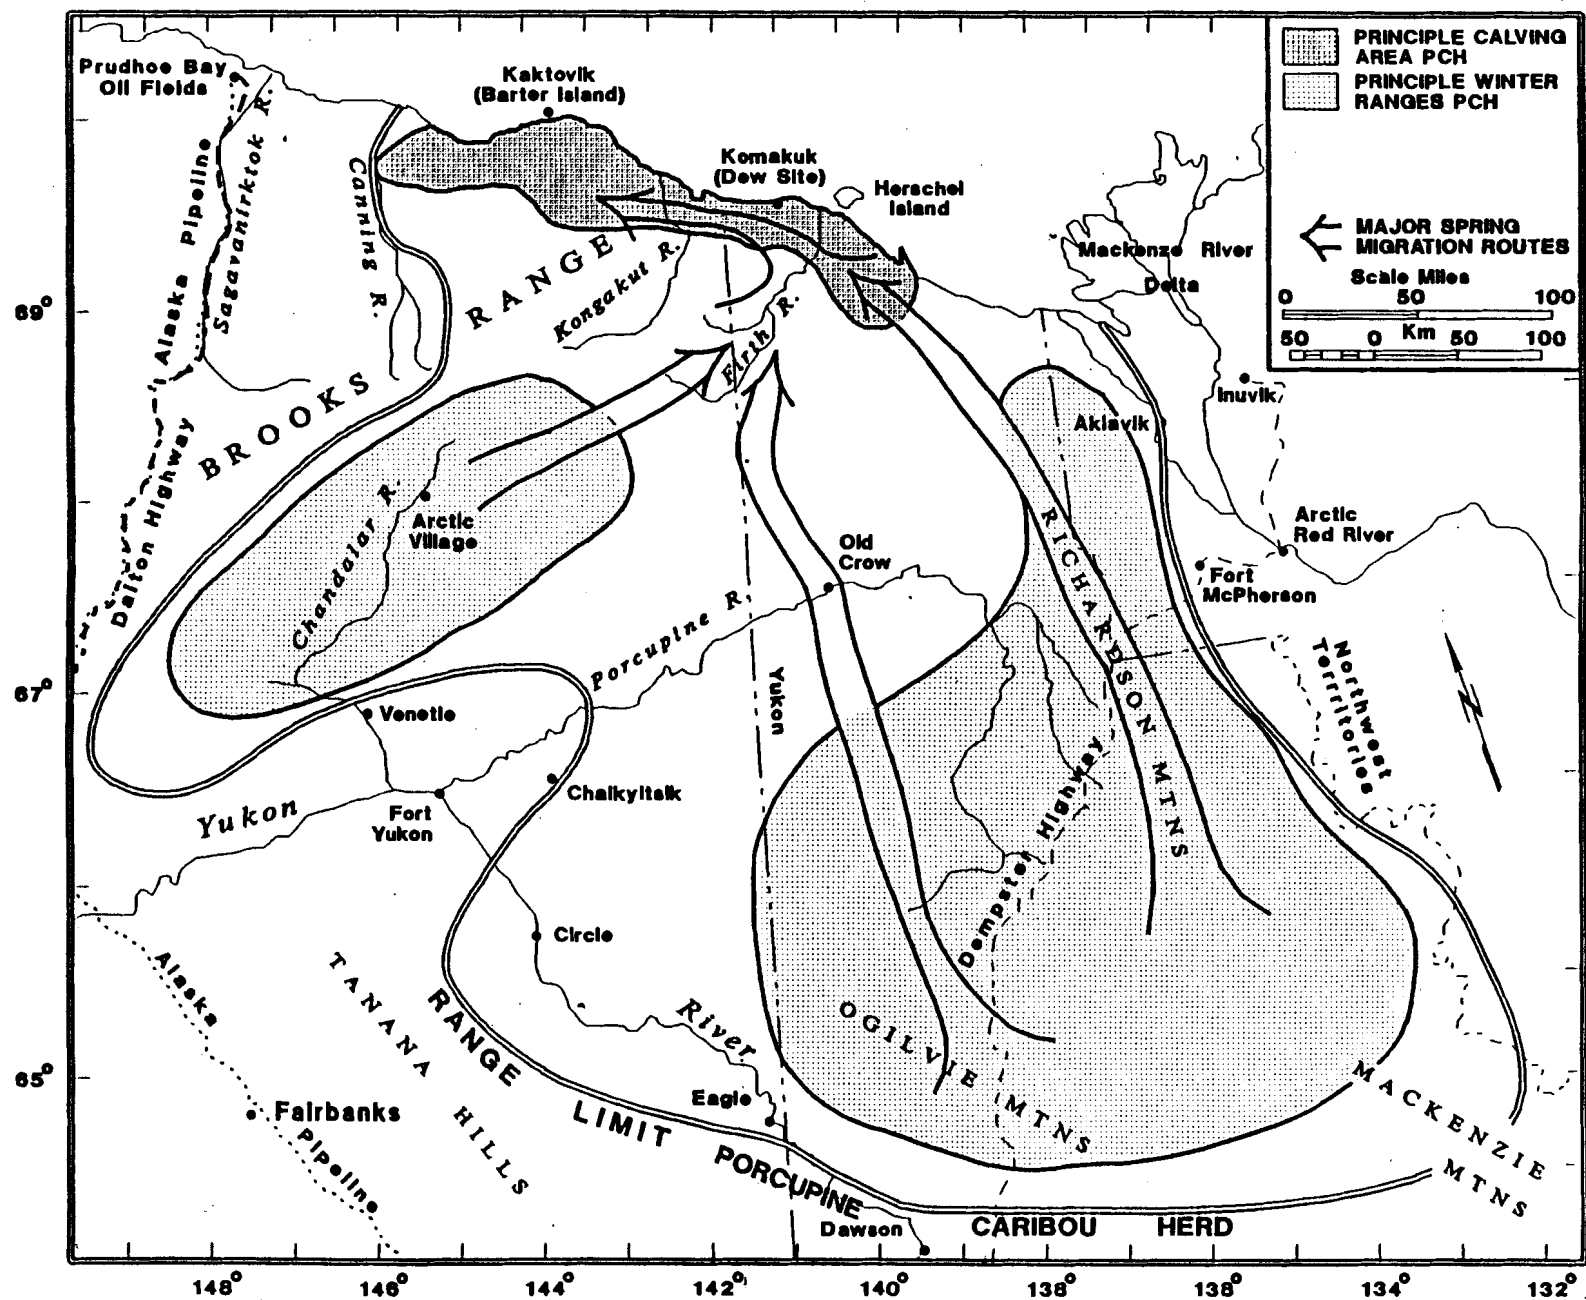 PRINCIPLE CALVING
AREA PCH
PRINCIPLE WINTER
RANGES PCH
MAJOR SPRING
MIGRATION ROUTES
Scale Miles
0 50 100
Km
50 0 50 100
Prudhoe Bay
Oil Fields
Kaktovik
(Barter Island)
Komakuk
(Dew Site)
Herschel
Island
Mackenze River
Delta
Alaska Pipeline
Sagavanirktok R.
Canning R.
BROOKS RANGE
Kongakut R.
Firth R.
Inuvik
Aklavik
Dalton Highway
Chandalar R.
Arctic
Village
Old
Crow
Arctic
Red River
Fort
McPherson
RICHARDSON MTNS
Porcupine R.
Yukon
Northwest
Terrritories
N
Venetie
Chalkyitsik
Fort
Yukon
Yukon River
Dempster Highway
Circle
Alaska Pipeline
TANANA HILLS
OGILVIE MTNS
MACKENZIE
MTNS
Eagle
Fairbanks
Dawson
RANGE LIMIT PORCUPINE CARIBOU HERD
69°
67°
65°
148° 146° 144° 142° 140° 138° 138° 134° 132°